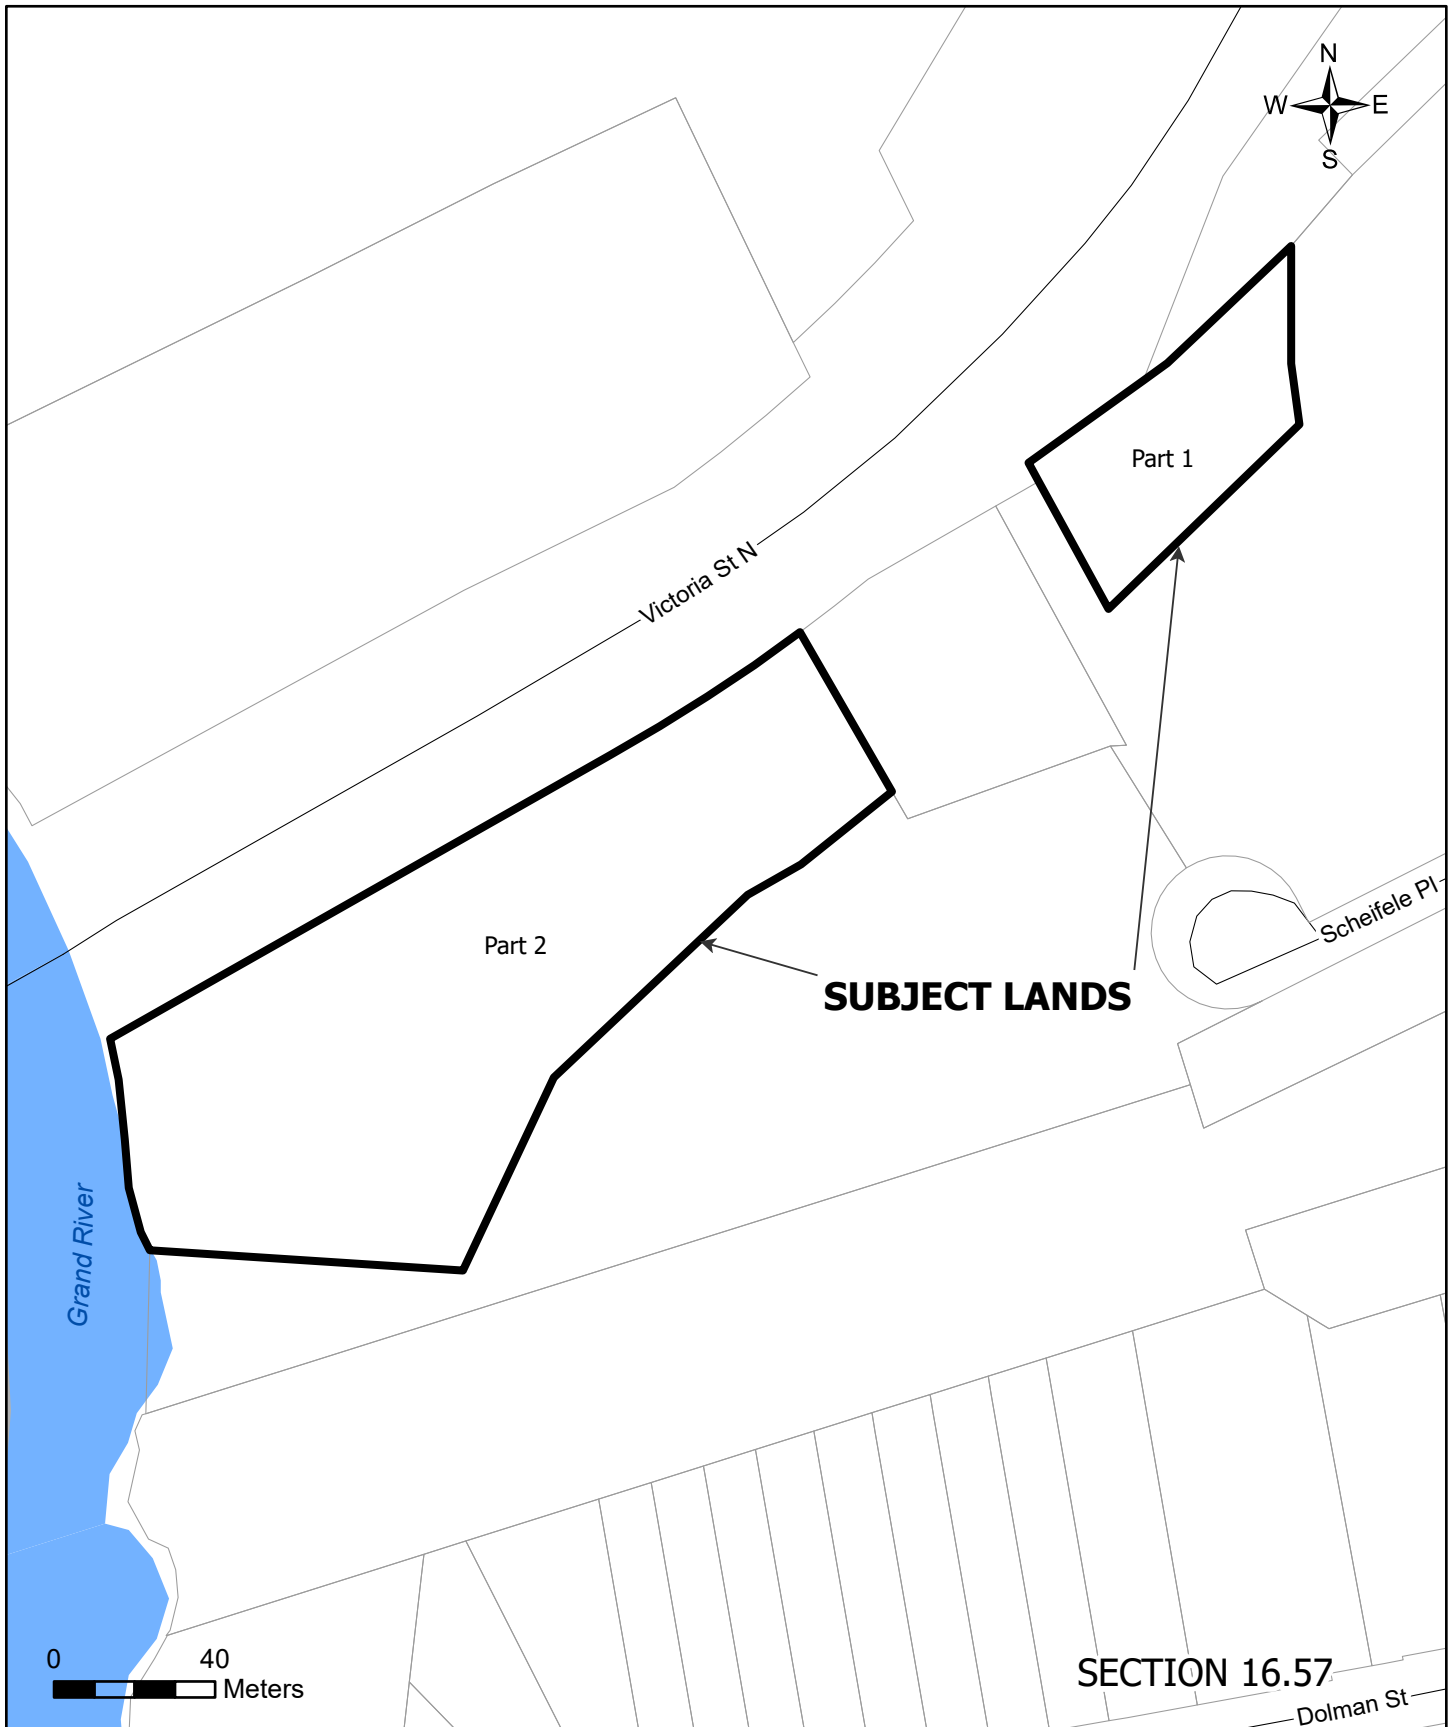 N
W E
S
Part 1
Victoria St N
Scheifele Pl
Part 2
SUBJECT LANDS
Grand River
0 40
Meters
SECTION 16.57
Dolman St